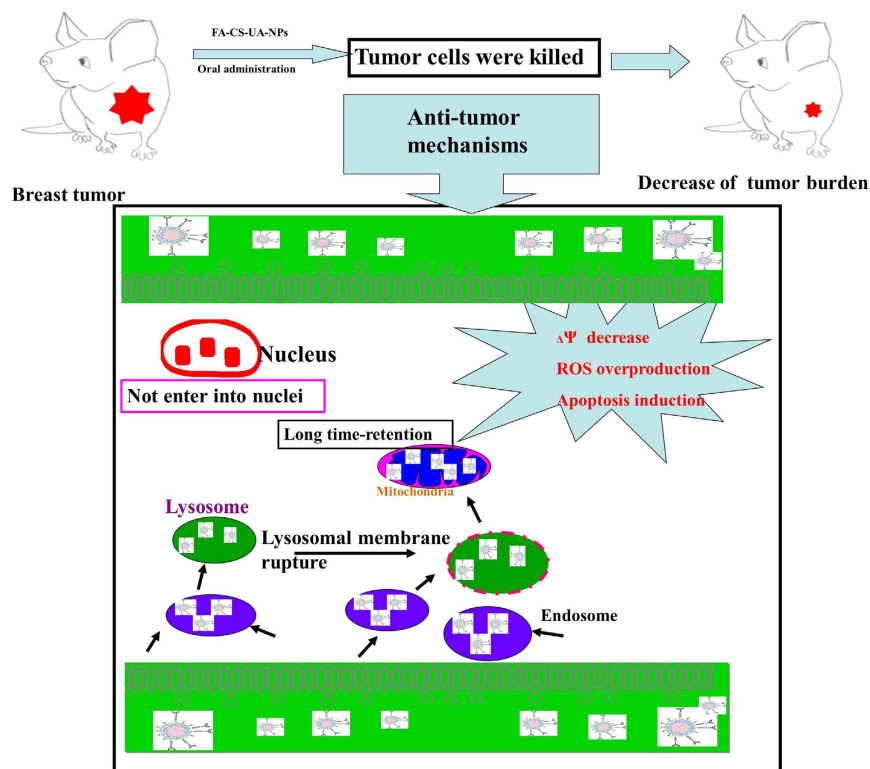 FA-CS-UA-NPs
Oral administration
Tumor cells were killed
Anti-tumor
mechanisms
Breast tumor
Decrease of tumor burden
ΔΨ decrease
ROS overproduction
Apoptosis induction
Nucleus
Not enter into nuclei
Long time-retention
Mitochondria
Lysosome
Lysosomal membrane
rupture
Endosome